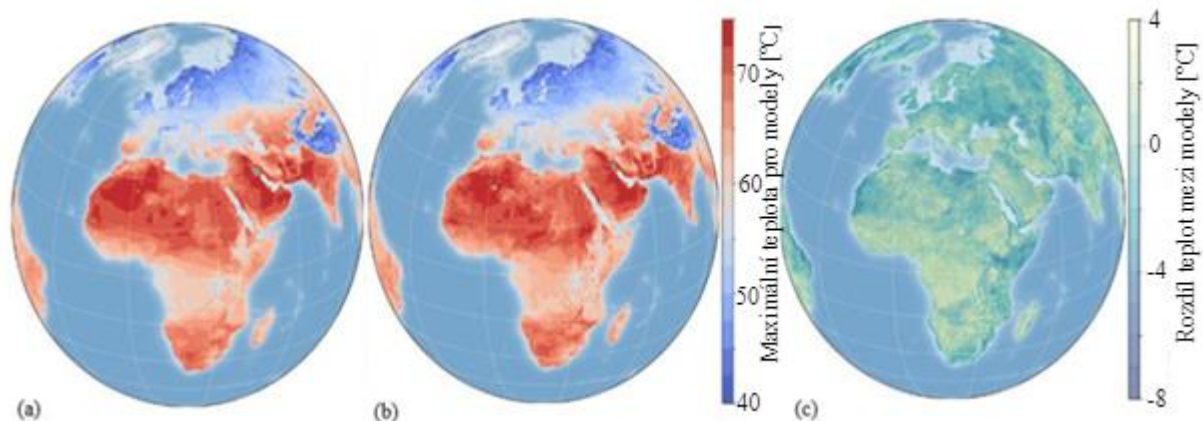 70
60
50
40
Maximální teplota pro modely [°C]
4
0
-4
-8
Rozdíl teplot mezi modely [°C]
(a)
(b)
(c)